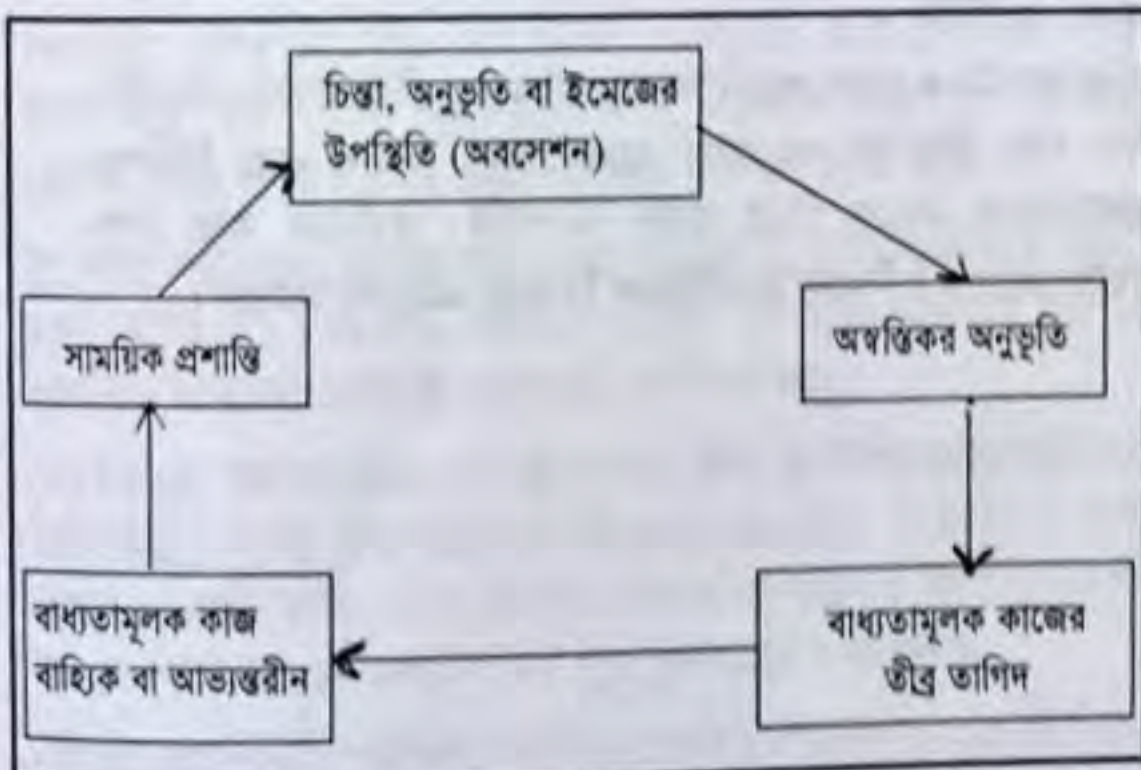 চিন্তা, অনুভূতি বা ইমেজের
উপস্থিতি (অবসেশন)
সাময়িক প্রশান্তি
অস্বস্তিকর অনুভূতি
বাধ্যতামূলক কাজ
বাহ্যিক বা আভ্যন্তরীন
বাধ্যতামূলক কাজের
তীব্র তাগিদ